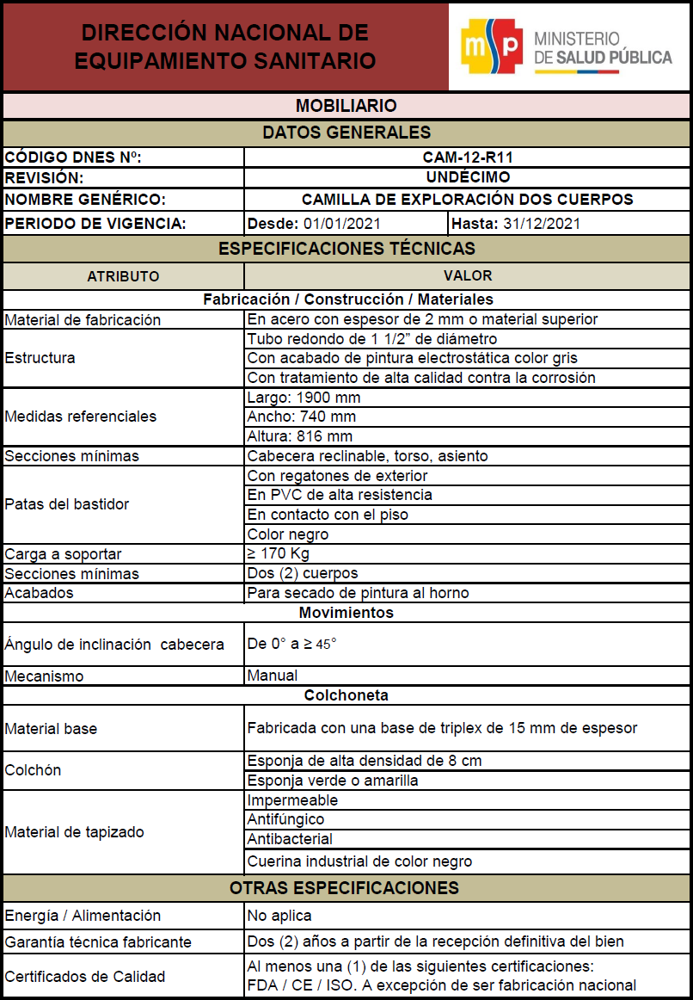 DIRECCIÓN NACIONAL DE
EQUIPAMIENTO SANITARIO
msp
MINISTERIO
DE SALUD PÚBLICA
MOBILIARIO
DATOS GENERALES
CÓDIGO DNES Nº: CAM-12-R11
REVISIÓN: UNDÉCIMO
NOMBRE GENÉRICO: CAMILLA DE EXPLORACIÓN DOS CUERPOS
PERIODO DE VIGENCIA: Desde: 01/01/2021 Hasta: 31/12/2021
ESPECIFICACIONES TÉCNICAS
ATRIBUTO VALOR
Fabricación / Construcción / Materiales
Material de fabricación En acero con espesor de 2 mm o material superior
Estructura
Tubo redondo de 1 1/2” de diámetro
Con acabado de pintura electrostática color gris
Con tratamiento de alta calidad contra la corrosión
Medidas referenciales
Largo: 1900 mm
Ancho: 740 mm
Altura: 816 mm
Secciones mínimas Cabecera reclinable, torso, asiento
Patas del bastidor
Con regatones de exterior
En PVC de alta resistencia
En contacto con el piso
Color negro
Carga a soportar ≥ 170 Kg
Secciones mínimas Dos (2) cuerpos
Acabados Para secado de pintura al horno
Movimientos
Ángulo de inclinación cabecera De 0° a ≥ 45°
Mecanismo Manual
Colchoneta
Material base Fabricada con una base de triplex de 15 mm de espesor
Colchón
Esponja de alta densidad de 8 cm
Esponja verde o amarilla
Material de tapizado
Impermeable
Antifúngico
Antibacterial
Cuerina industrial de color negro
OTRAS ESPECIFICACIONES
Energía / Alimentación No aplica
Garantía técnica fabricante Dos (2) años a partir de la recepción definitiva del bien
Certificados de Calidad
Al menos una (1) de las siguientes certificaciones:
FDA / CE / ISO. A excepción de ser fabricación nacional